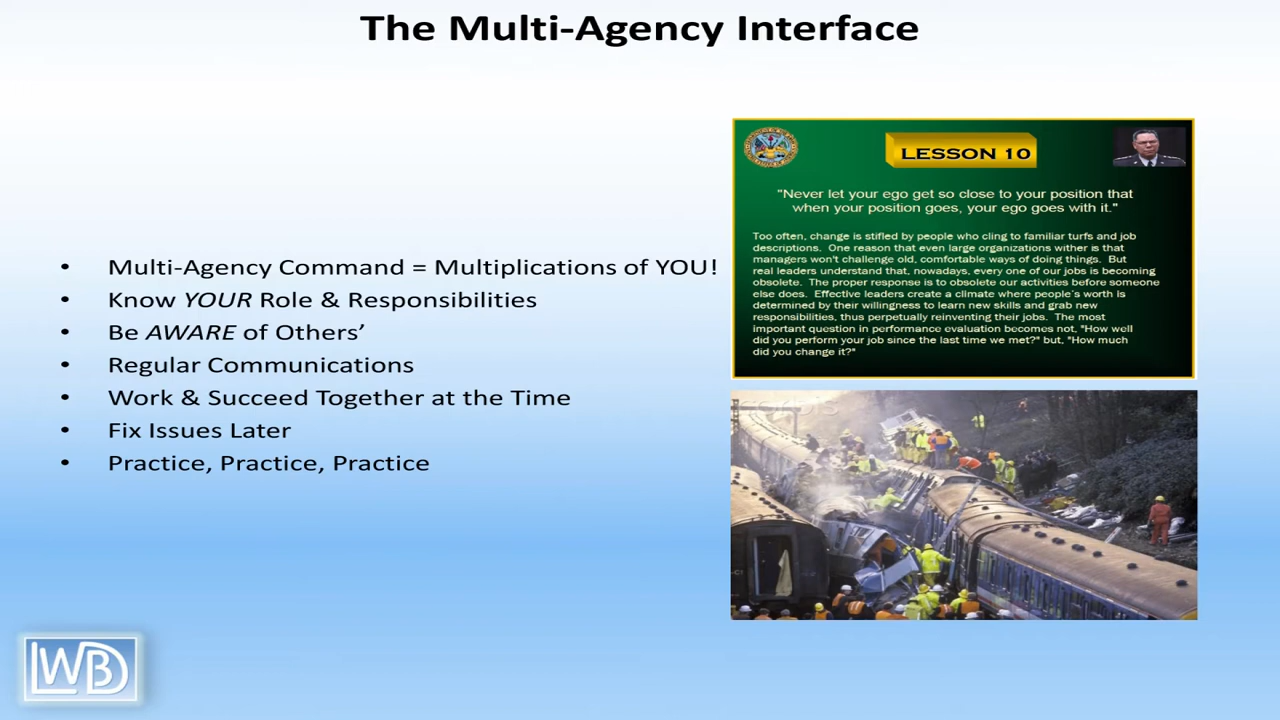 The Multi-Agency Interface
• Multi-Agency Command = Multiplications of YOU!
• Know YOUR Role & Responsibilities
• Be AWARE of Others’
• Regular Communications
• Work & Succeed Together at the Time
• Fix Issues Later
• Practice, Practice, Practice
LESSON 10
"Never let your ego get so close to your position that
when your position goes, your ego goes with it."
Too often, change is stifled by people who cling to familiar turfs and job
descriptions. One reason that even large organizations wither is that
managers won't challenge old, comfortable ways of doing things. But
real leaders understand that, nowadays, every one of our jobs is becoming
obsolete. The proper response is to obsolete our activities before someone
else does. Effective leaders create a climate where people’s worth is
determined by their willingness to learn new skills and grab new
responsibilities, thus perpetually reinventing their jobs. The most
important question in performance evaluation becomes not, "How well
did you perform your job since the last time we met?" but, "How much
did you change it?"
corbis
LWBD